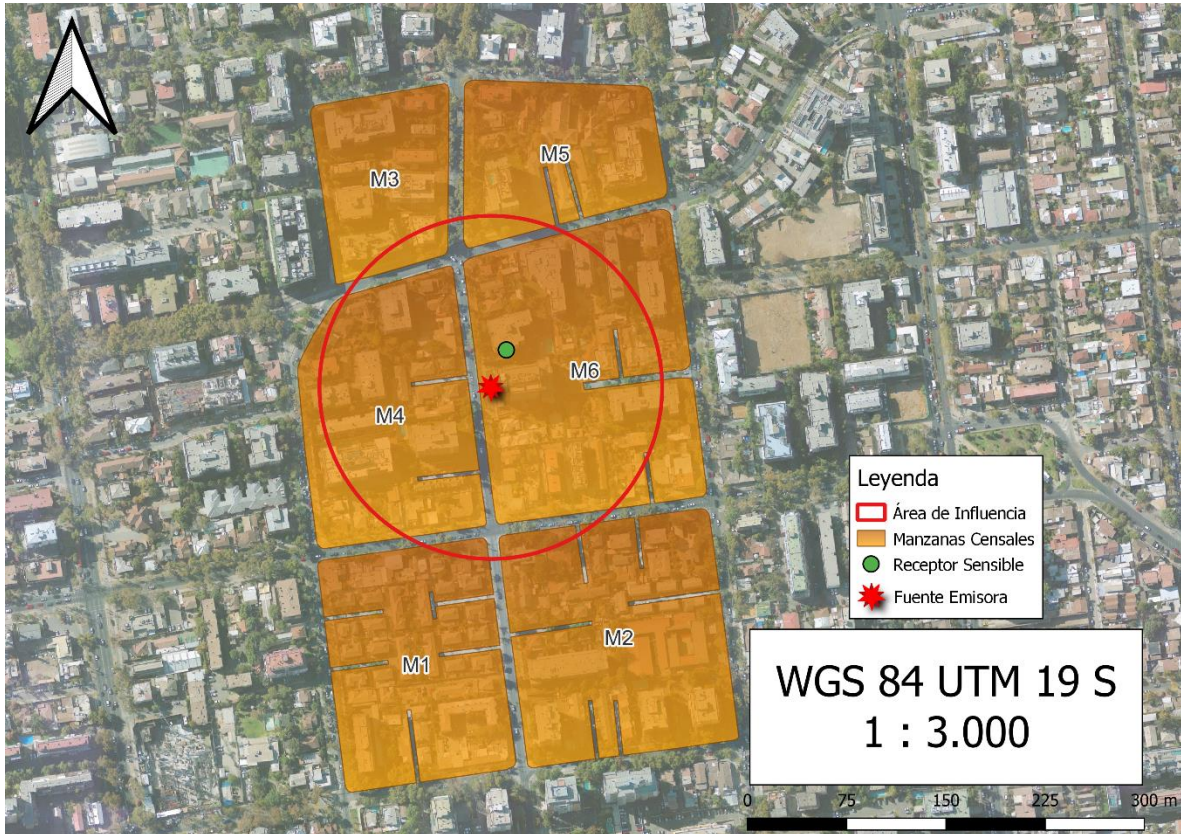 M3
M5
M6
M4
M1
M2
Leyenda
Área de Influencia
Manzanas Censales
Receptor Sensible
Fuente Emisora
WGS 84 UTM 19 S
1 : 3.000
0 75 150 225 300 m